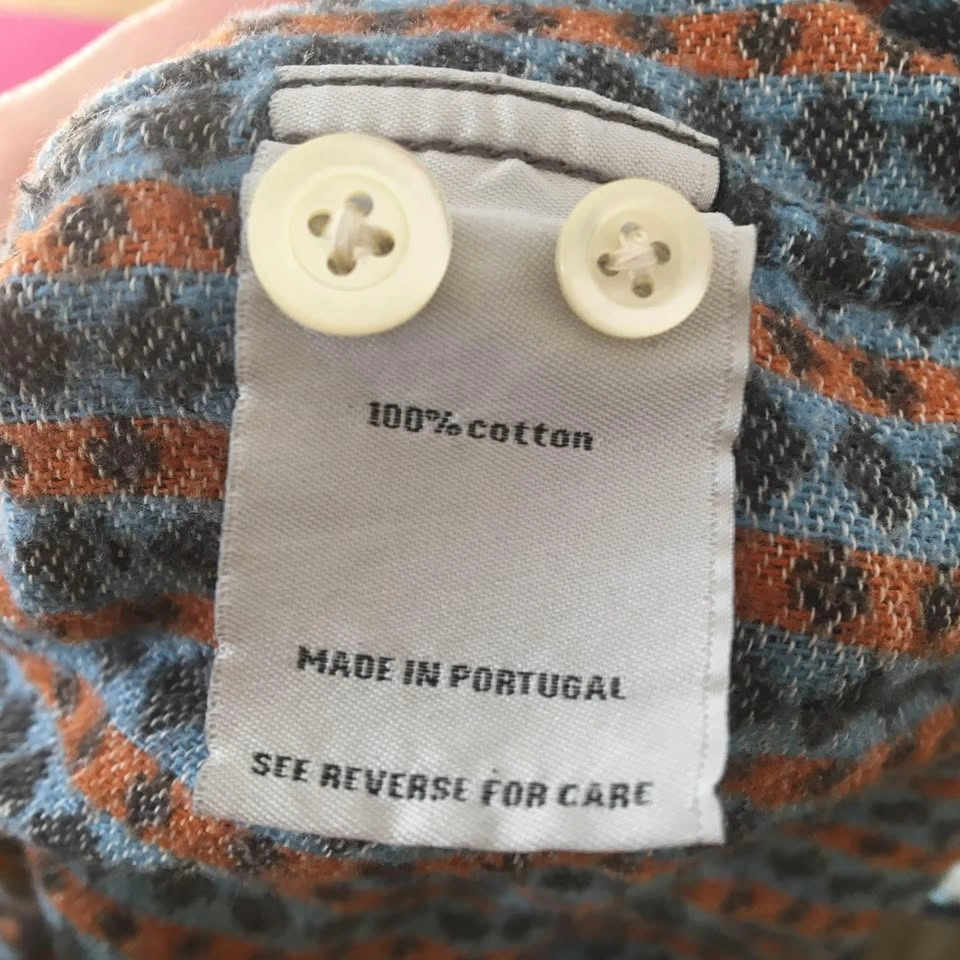 100% cotton
MADE IN PORTUGAL
SEE REVERSE FOR CARE